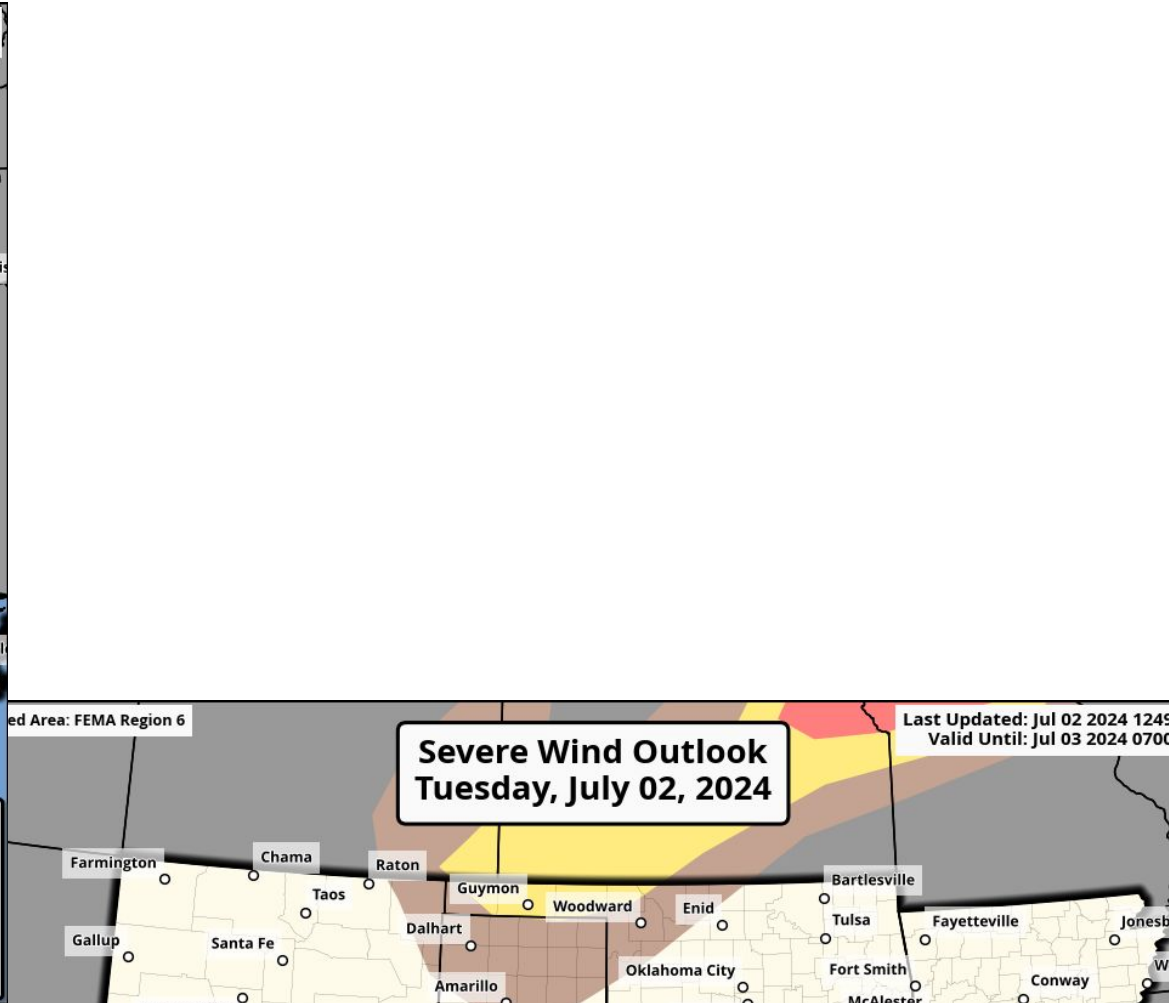 ed Area: FEMA Region 6
Severe Wind Outlook
Tuesday, July 02, 2024
Last Updated: Jul 02 2024 1249
Valid Until: Jul 03 2024 0700
Farmington
Chama
Raton
Taos
Guymon
Woodward
Enid
Bartlesville
Tulsa
Fayetteville
Jonesb
Gallup
Santa Fe
Dalhart
Amarillo
Oklahoma City
Fort Smith
McAlester
Conway
W